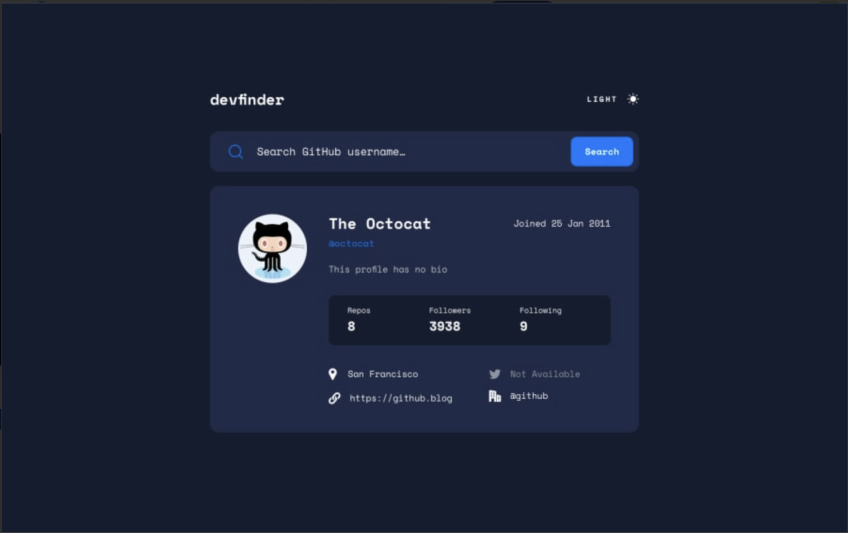 devfinder
LIGHT
Search GitHub username…
Search
The Octocat
Joined 25 Jan 2011
@octocat
This profile has no bio
Repos Followers Following
8 3938 9
San Francisco Not Available
https://github.blog @github